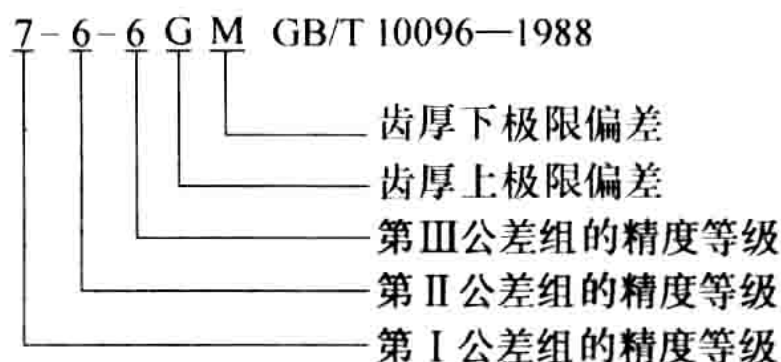 7-6-6 G M GB/T 10096—1988
齿厚下极限偏差
齿厚上极限偏差
第Ⅲ公差组的精度等级
第Ⅱ公差组的精度等级
第Ⅰ公差组的精度等级